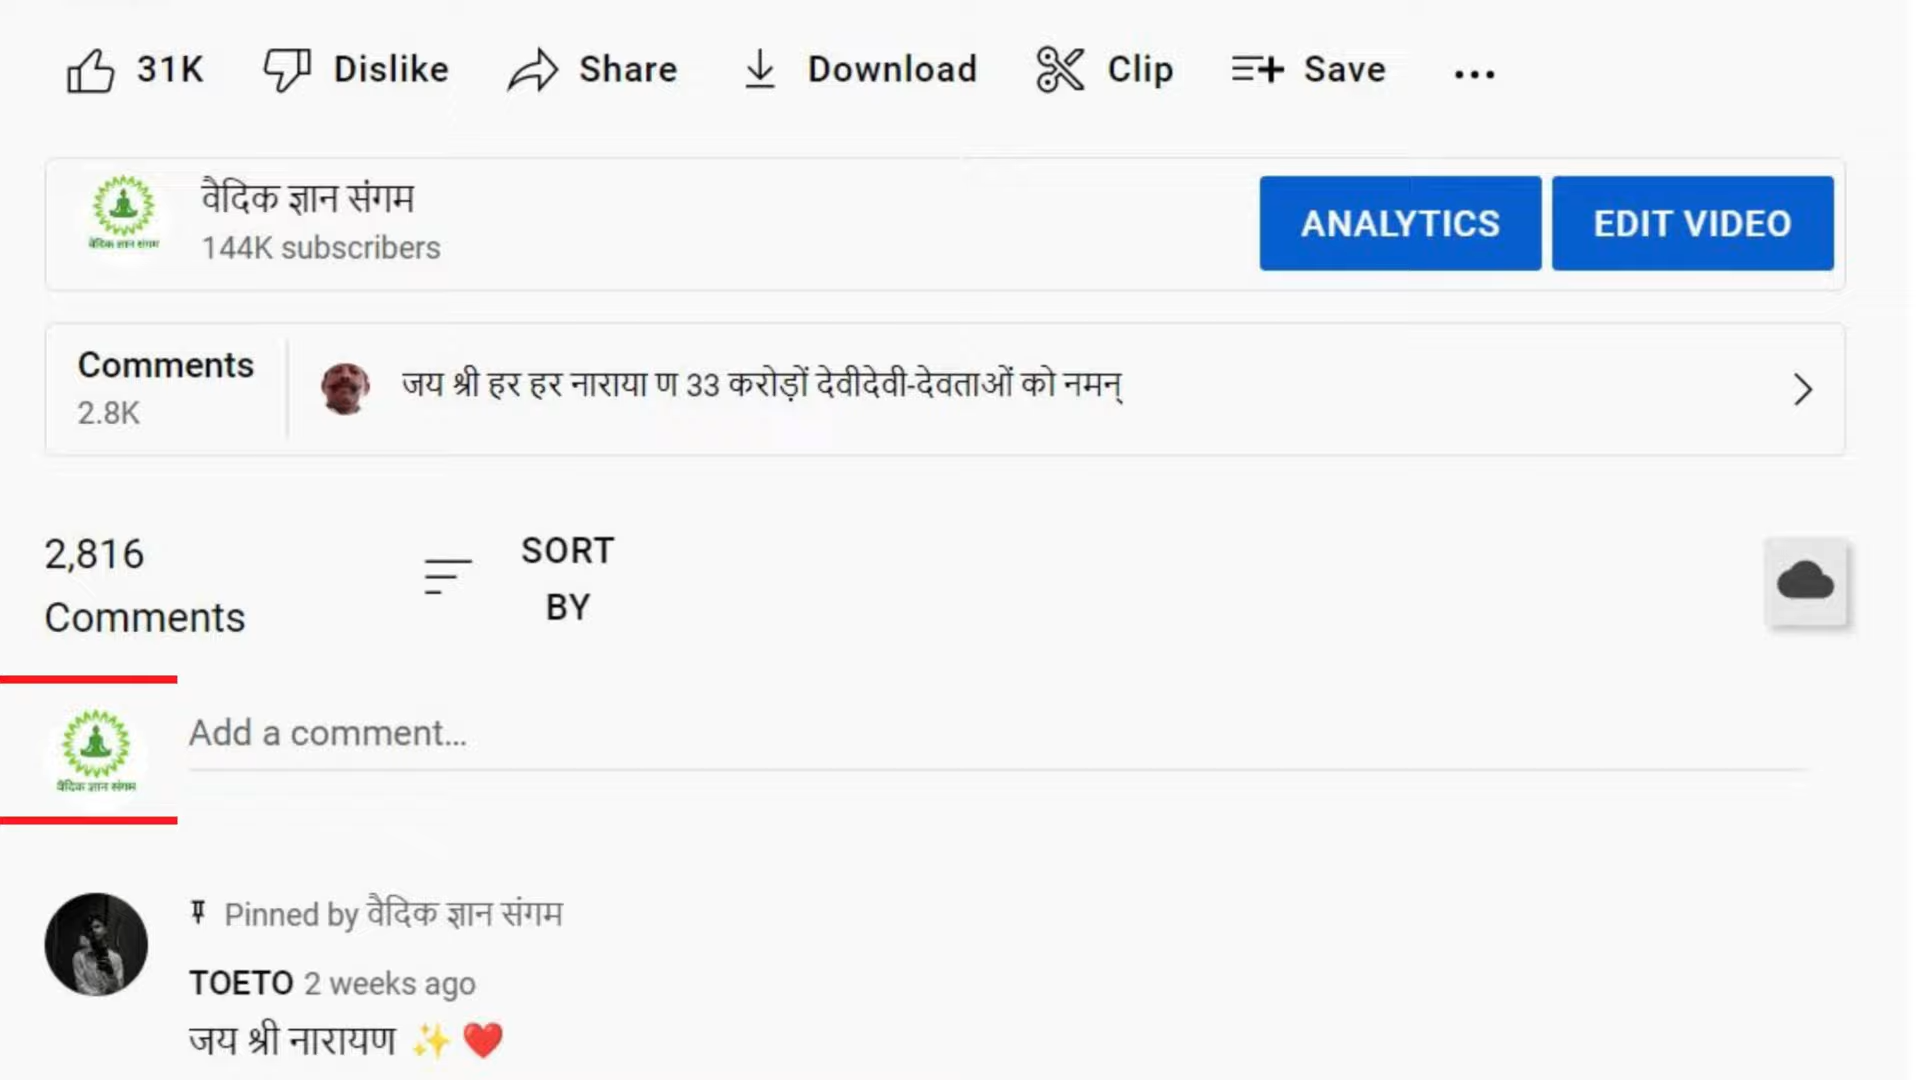 31K Dislike Share Download Clip Save
वैदिक ज्ञान संगम
144K subscribers
ANALYTICS EDIT VIDEO
वैदिक ज्ञान संगम
Comments
2.8K
जय श्री हर हर नाराया ण 33 करोड़ों देवीदेवी-देवताओं को नमन्
2,816
Comments
SORT
BY
Add a comment...
वैदिक ज्ञान संगम
Pinned by वैदिक ज्ञान संगम
TOETO 2 weeks ago
जय श्री नारायण ✨ ❤️